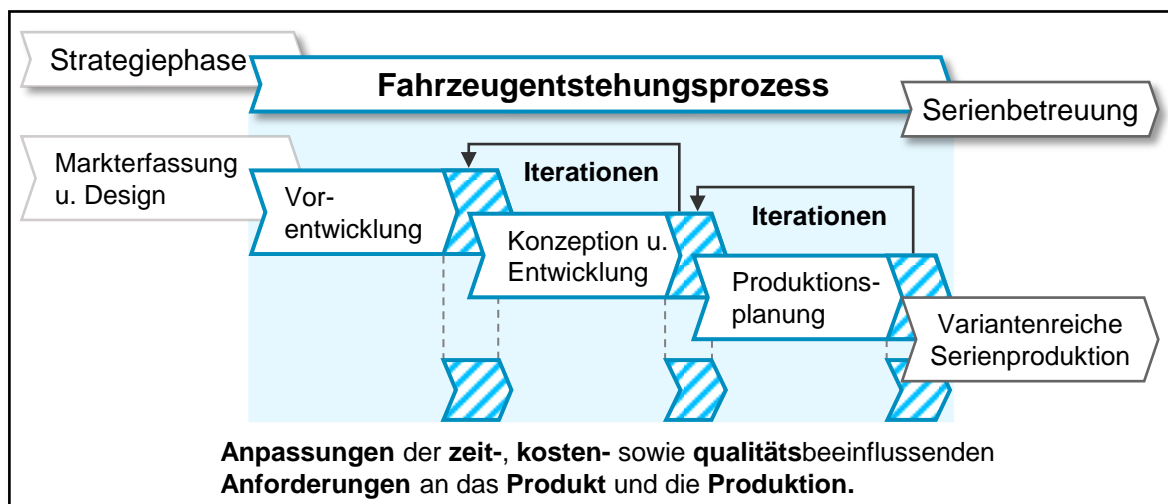 Strategiephase
Fahrzeugentstehungsprozess
Serienbetreuung
Markterfassung
u. Design
Vor-
entwicklung
Iterationen
Konzeption u.
Entwicklung
Iterationen
Produktions-
planung
Variantenreiche
Serienproduktion
Anpassungen der zeit-, kosten- sowie qualitätsbeeinflussenden
Anforderungen an das Produkt und die Produktion.